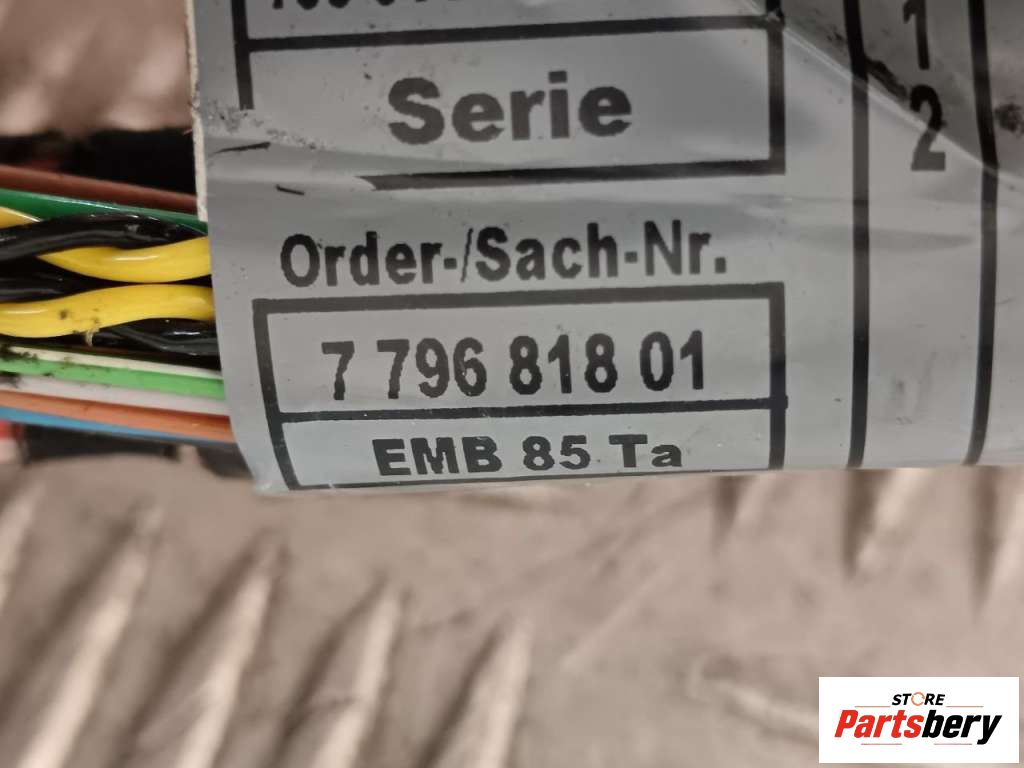 Serie
1
2
Order-/Sach-Nr.
7 796 818 01
EMB 85 Ta
STORE
Partsbery